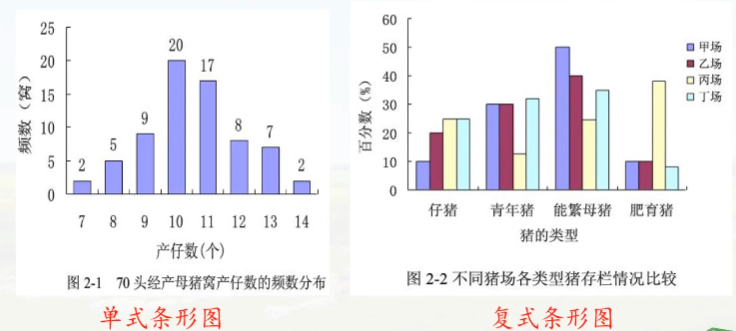 25
20
15
10
5
0
频数（窝）
2
5
9
20
17
8
7
2
7 8 9 10 11 12 13 14
产仔数(个)
图 2-1 70 头经产母猪窝产仔数的频数分布
单式条形图
60
50
40
30
20
10
0
百分数（%）
甲场
乙场
丙场
丁场
仔猪 青年猪 能繁母猪 肥育猪
猪的类型
图 2-2 不同猪场各类型猪存栏情况比较
复式条形图